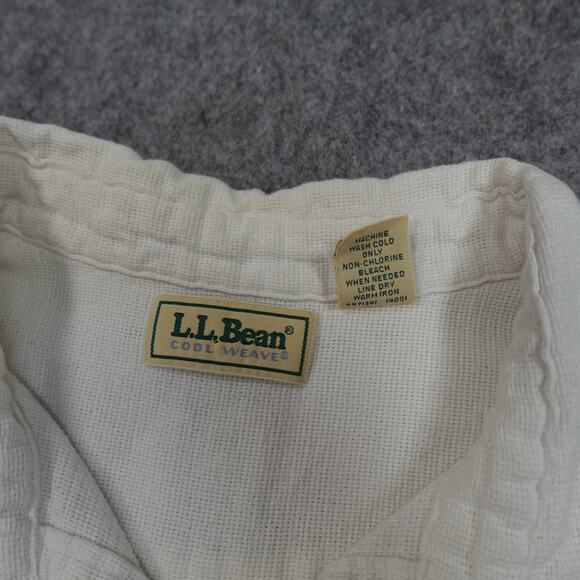 L.L.Bean®
COOL WEAVE®
MACHINE
WASH COLD
ONLY
NON-CHLORINE
BLEACH
WHEN NEEDED
LINE DRY
WARM IRON